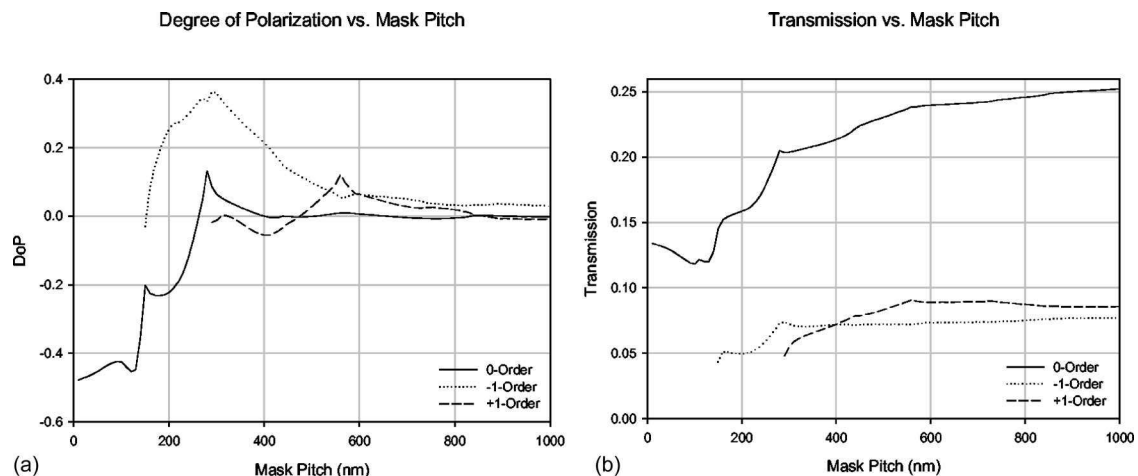 Degree of Polarization vs. Mask Pitch
0.4
0.2
0.0
-0.2
-0.4
-0.6
DoP
0-Order
-1-Order
+1-Order
0 200 400 600 800 1000
Mask Pitch (nm)
(a)
Transmission vs. Mask Pitch
0.25
0.20
0.15
0.10
0.05
0.00
Transmission
0-Order
-1-Order
+1-Order
0 200 400 600 800 1000
Mask Pitch (nm)
(b)